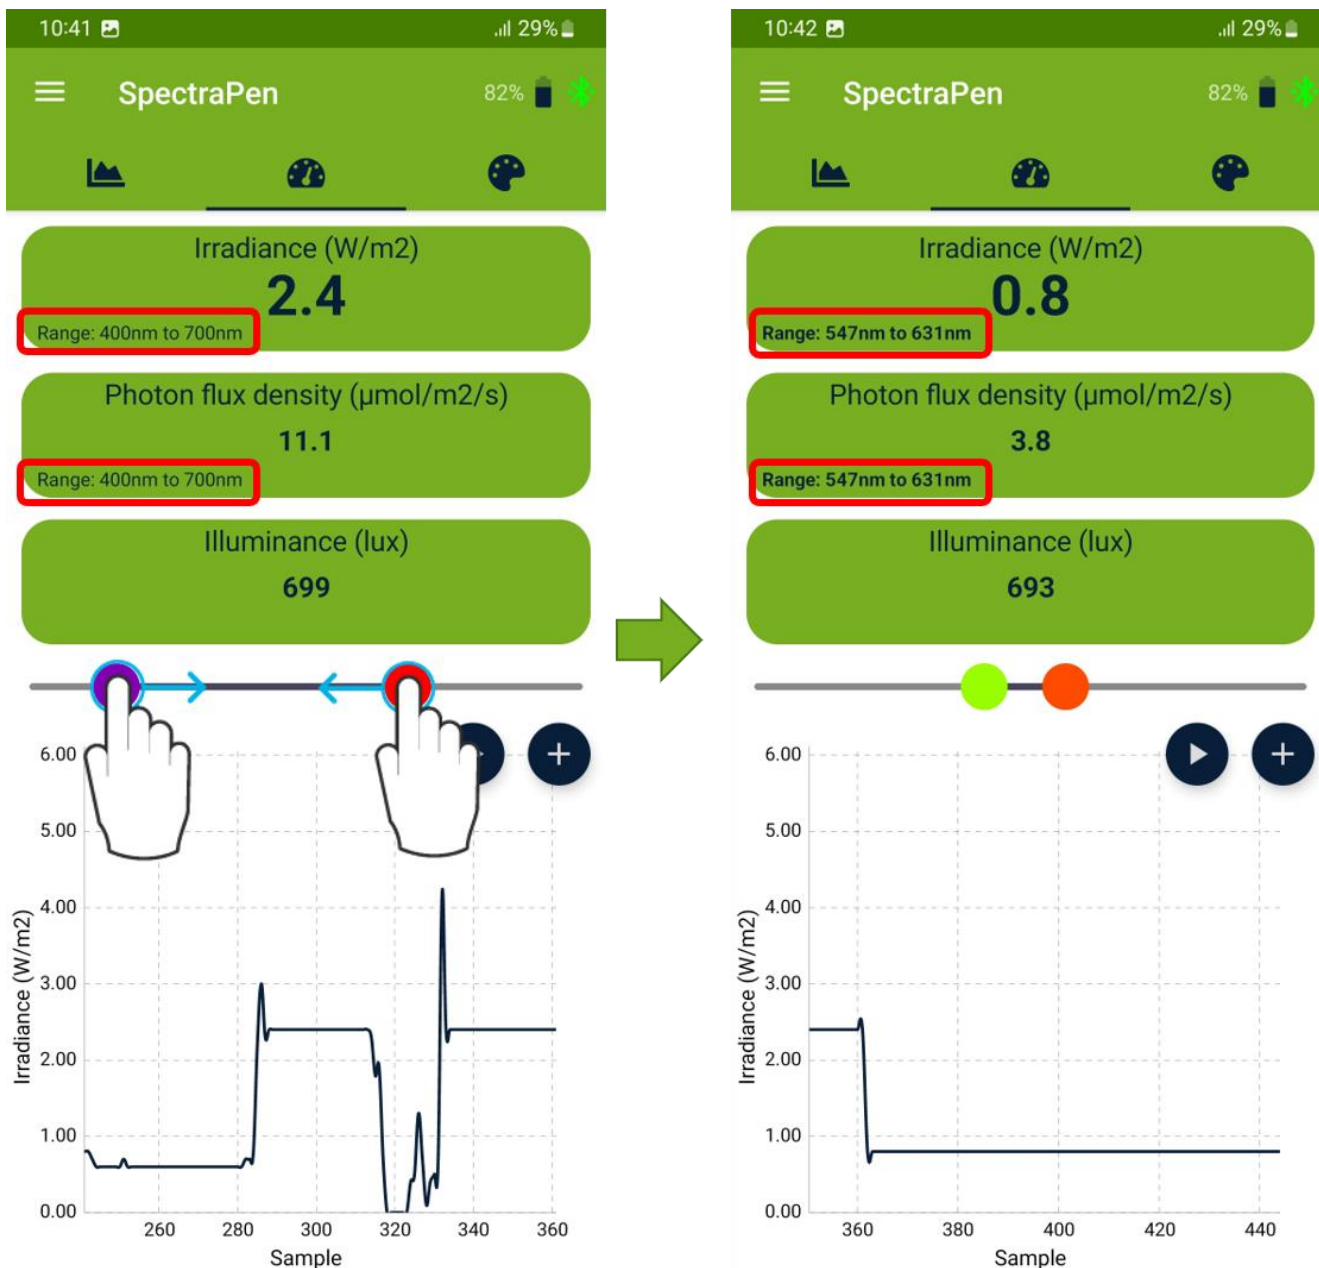 10:41
29%
SpectraPen
82%
Irradiance (W/m2)
2.4
Range: 400nm to 700nm
Photon flux density (µmol/m2/s)
11.1
Range: 400nm to 700nm
Illuminance (lux)
699
6.00
5.00
4.00
3.00
2.00
1.00
0.00
Irradiance (W/m2)
260 280 300 320 340 360
Sample
10:42
29%
SpectraPen
82%
Irradiance (W/m2)
0.8
Range: 547nm to 631nm
Photon flux density (µmol/m2/s)
3.8
Range: 547nm to 631nm
Illuminance (lux)
693
6.00
5.00
4.00
3.00
2.00
1.00
0.00
Irradiance (W/m2)
360 380 400 420 440
Sample